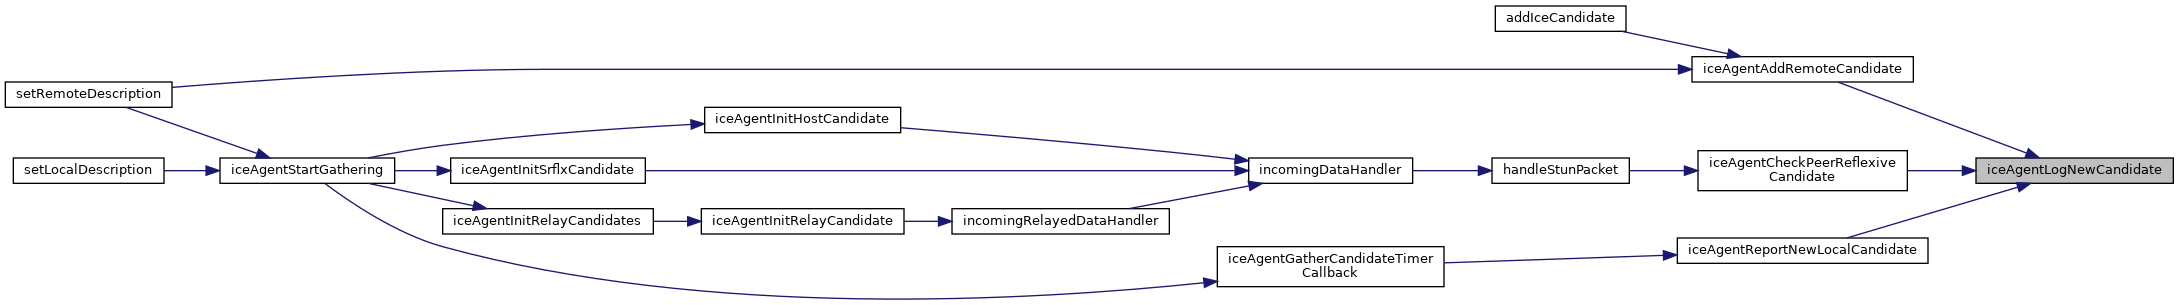 addIceCandidate
iceAgentAddRemoteCandidate
setRemoteDescription
iceAgentInitHostCandidate
setLocalDescription
iceAgentStartGathering
iceAgentInitSrflxCandidate
incomingDataHandler
handleStunPacket
iceAgentCheckPeerReflexive
Candidate
iceAgentLogNewCandidate
iceAgentInitRelayCandidates
iceAgentInitRelayCandidate
incomingRelayedDataHandler
iceAgentReportNewLocalCandidate
iceAgentGatherCandidateTimer
Callback